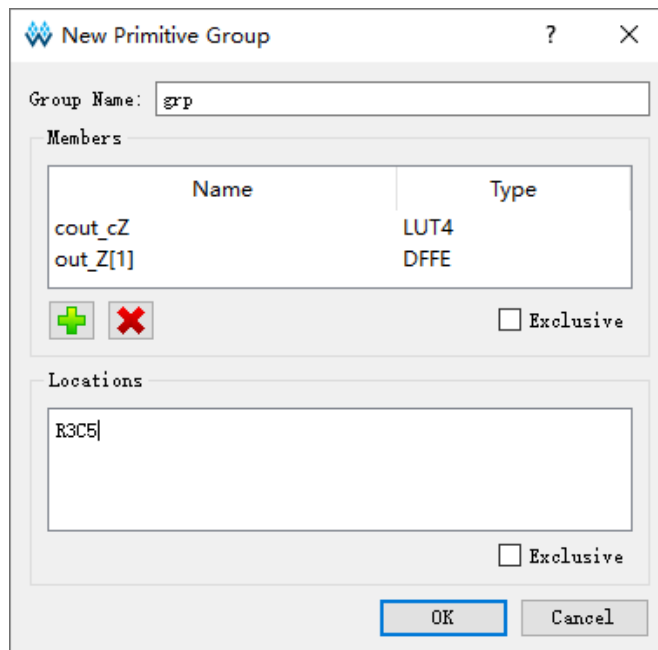 New Primitive Group ? ×
Group Name: grp
Members
Name Type
cout_cZ LUT4
out_Z[1] DFFE
Exclusive
Locations
R3C5
Exclusive
OK Cancel